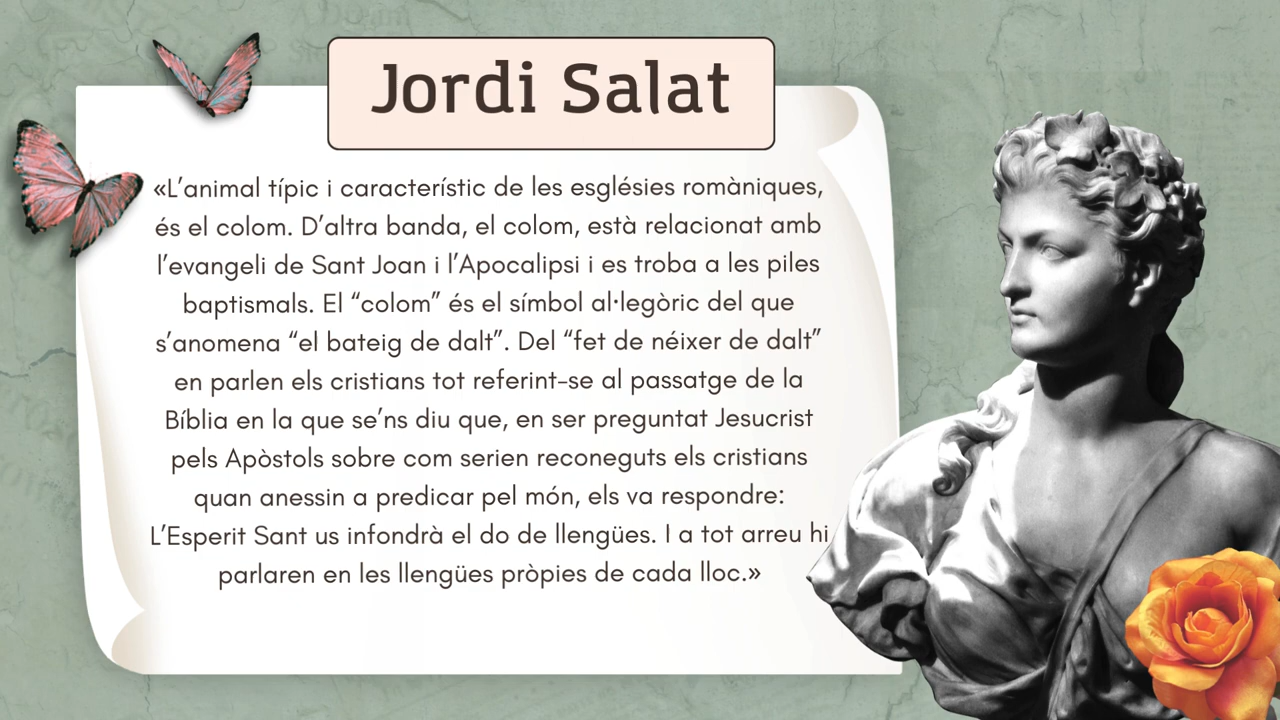 Jordi Salat
«L’animal típic i característic de les esglésies romàniques,
és el colom. D’altra banda, el colom, està relacionat amb
l’evangeli de Sant Joan i l’Apocalipsi i es troba a les piles
baptismals. El “colom” és el símbol al·legòric del que
s’anomena “el bateig de dalt”. Del “fet de néixer de dalt”
en parlen els cristians tot referint-se al passatge de la
Bíblia en la que se’ns diu que, en ser preguntat Jesucrist
pels Apòstols sobre com serien reconeguts els cristians
quan anessin a predicar pel món, els va respondre:
L’Esperit Sant us infondrà el do de llengües. I a tot arreu hi
parlaren en les llengües pròpies de cada lloc.»